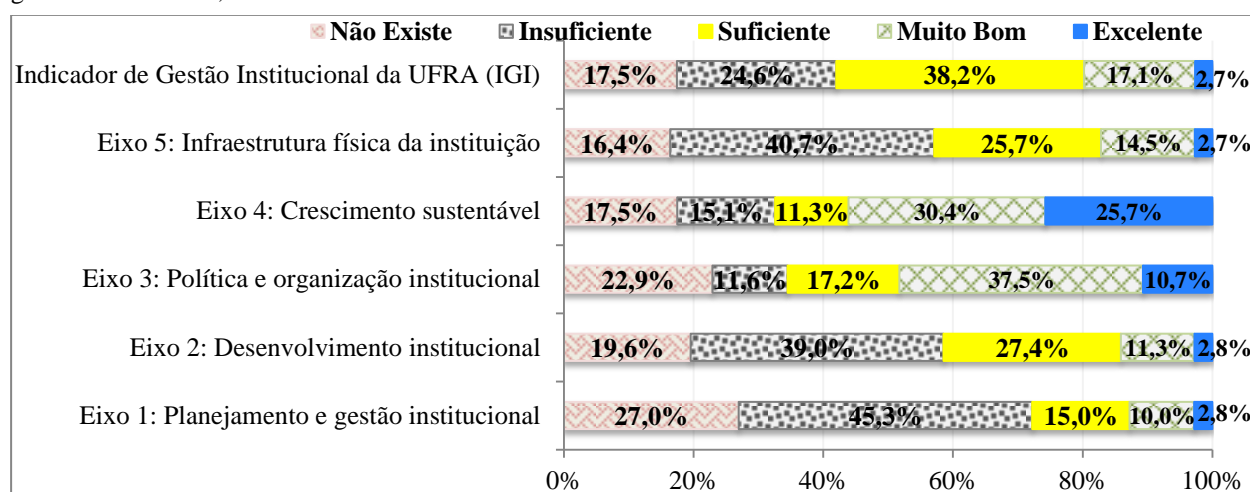 Não Existe Insuficiente Suficiente Muito Bom Excelente
Indicador de Gestão Institucional da UFRA (IGI) 17,5% 24,6% 38,2% 17,1% 2,7%
Eixo 5: Infraestrutura física da instituição 16,4% 40,7% 25,7% 14,5% 2,7%
Eixo 4: Crescimento sustentável 17,5% 15,1% 11,3% 30,4% 25,7%
Eixo 3: Política e organização institucional 22,9% 11,6% 17,2% 37,5% 10,7%
Eixo 2: Desenvolvimento institucional 19,6% 39,0% 27,4% 11,3% 2,8%
Eixo 1: Planejamento e gestão institucional 27,0% 45,3% 15,0% 10,0% 2,8%
0% 20% 40% 60% 80% 100%